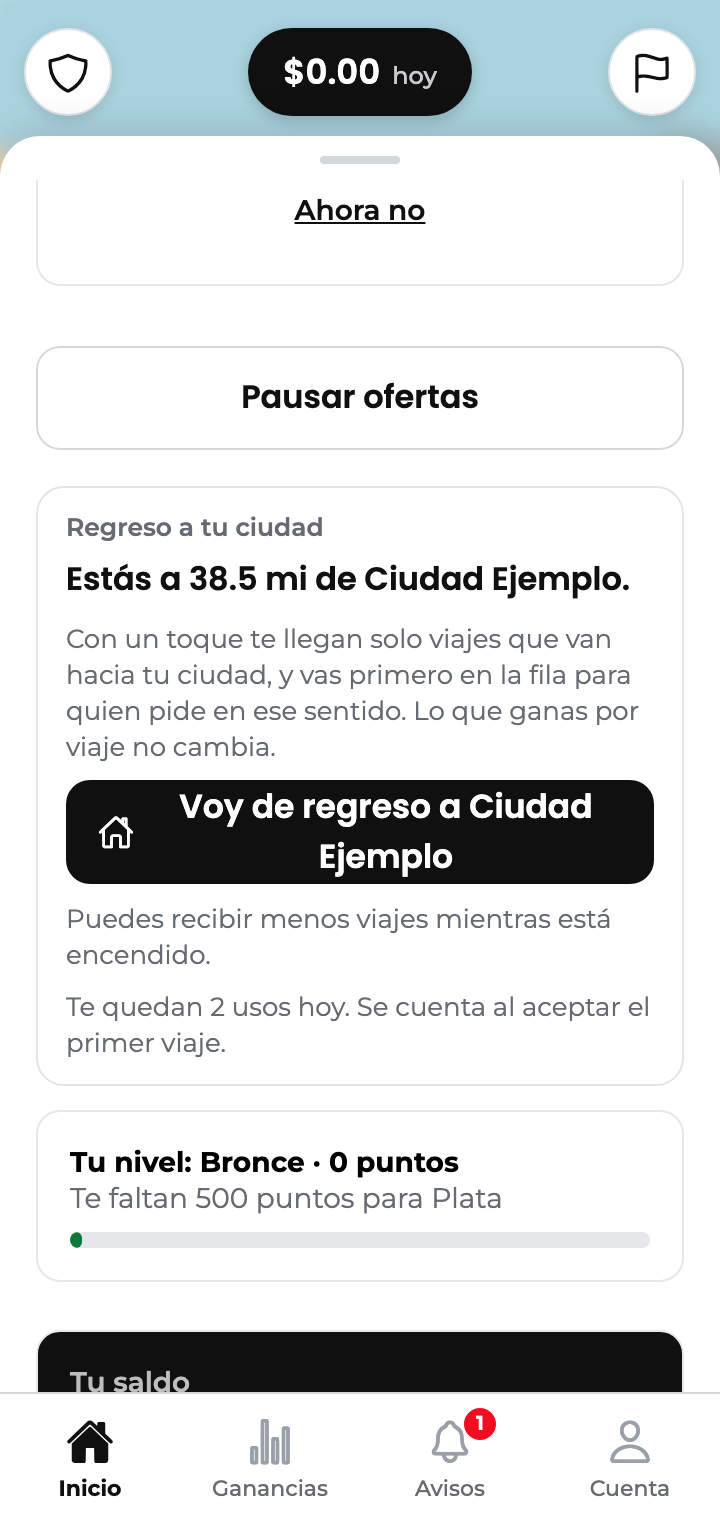 $0.00 hoy
Ahora no
Pausar ofertas
Regreso a tu ciudad
Estás a 38.5 mi de Ciudad Ejemplo.
Con un toque te llegan solo viajes que van
hacia tu ciudad, y vas primero en la fila para
quien pide en ese sentido. Lo que ganas por
viaje no cambia.
Voy de regreso a Ciudad
Ejemplo
Puedes recibir menos viajes mientras está
encendido.
Te quedan 2 usos hoy. Se cuenta al aceptar el
primer viaje.
Tu nivel: Bronce · 0 puntos
Te faltan 500 puntos para Plata
Tu saldo
1
Inicio
Ganancias
Avisos
Cuenta